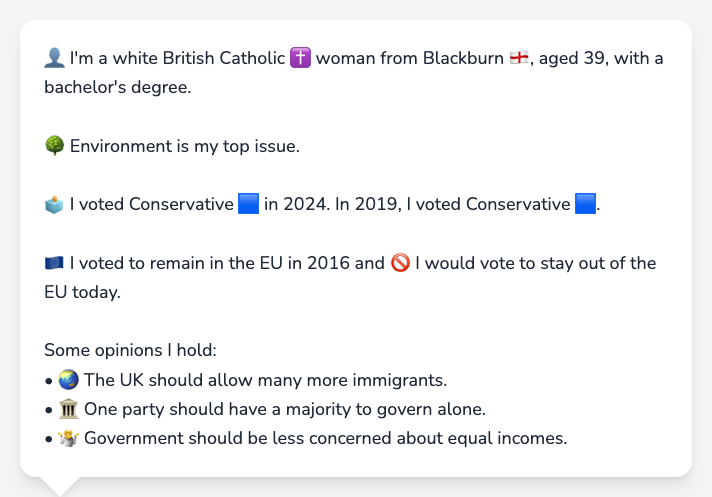 👤 I'm a white British Catholic ✝️ woman from Blackburn 🏴󠁧󠁢󠁥󠁮󠁧󠁿, aged 39, with a
bachelor's degree.
🌳 Environment is my top issue.
🗳️ I voted Conservative 🟦 in 2024. In 2019, I voted Conservative 🟦.
🇪🇺 I voted to remain in the EU in 2016 and 🚫 I would vote to stay out of the
EU today.
Some opinions I hold:
• 🌏 The UK should allow many more immigrants.
• 🏛️ One party should have a majority to govern alone.
• 🤷 Government should be less concerned about equal incomes.